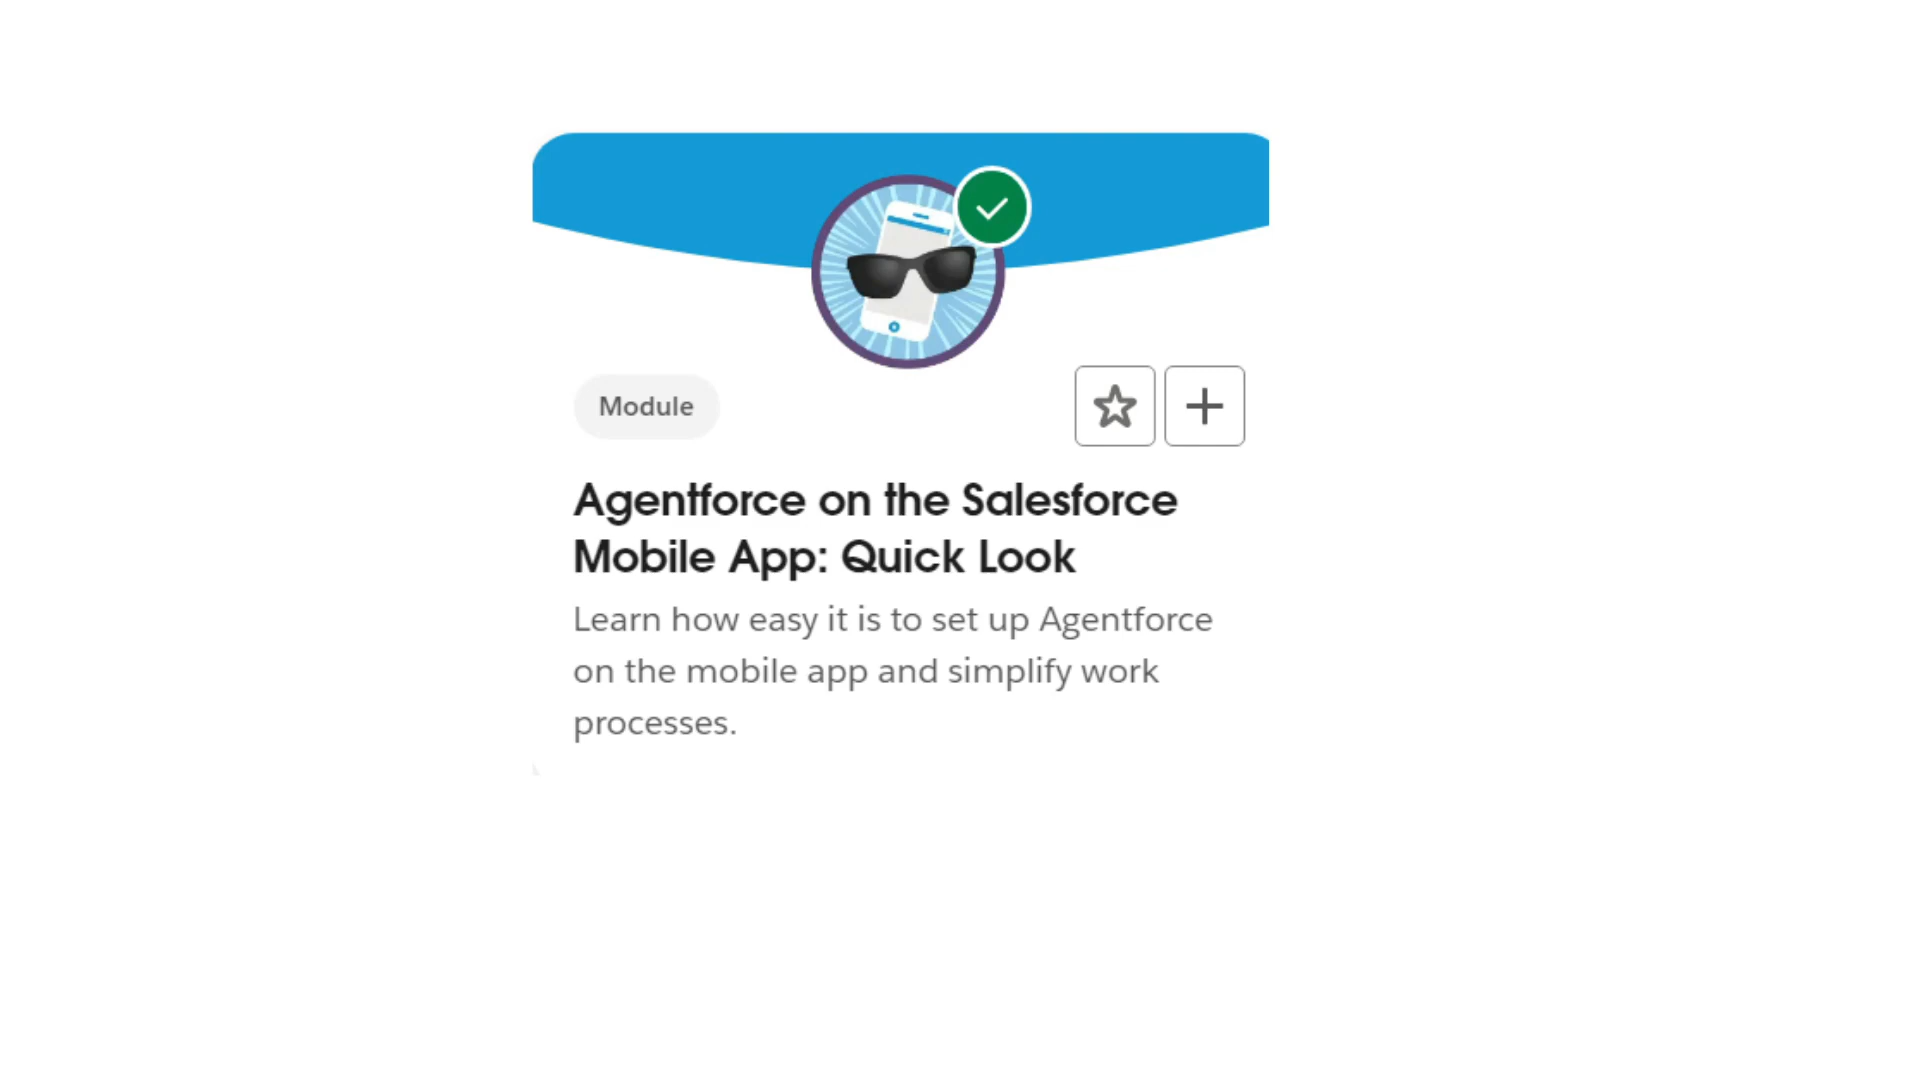 Module
Agentforce on the Salesforce
Mobile App: Quick Look
Learn how easy it is to set up Agentforce
on the mobile app and simplify work
processes.